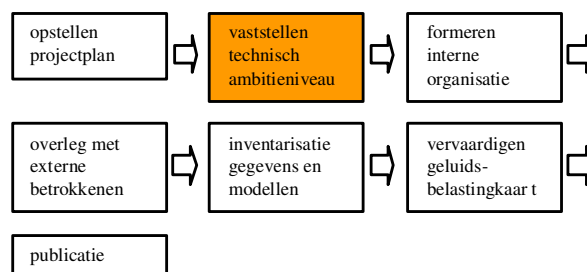 opstellen
projectplan
vaststellen
technisch
ambitieniveau
formeren
interne
organisatie
overleg met
externe
betrokkenen
inventarisatie
gegevens en
modellen
vervaardigen
geluids-
belastingkaar t
publicatie